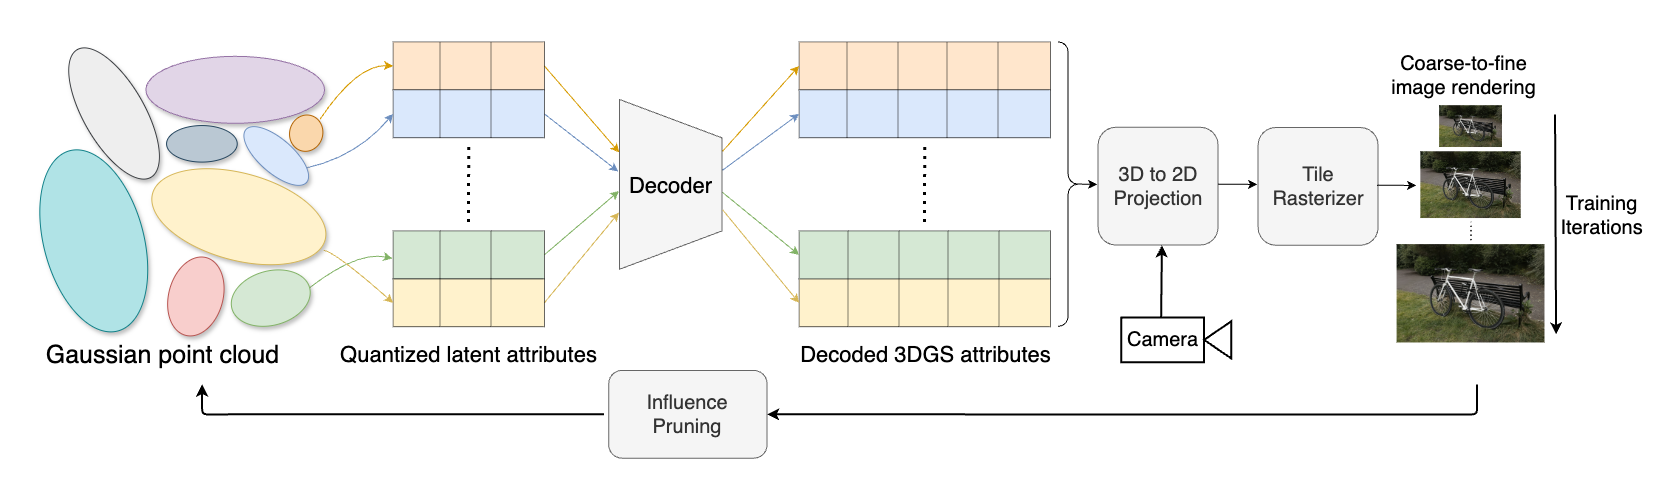 Gaussian point cloud
Quantized latent attributes
Decoder
Decoded 3DGS attributes
3D to 2D
Projection
Camera
Tile
Rasterizer
Coarse-to-fine
image rendering
Training
Iterations
Influence
Pruning